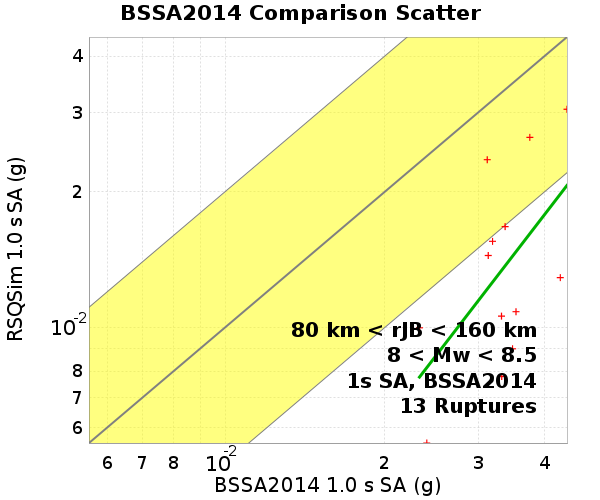 BSSA2014 Comparison Scatter
RSQSim 1.0 s SA (g)
4
3
2
10-2
8
7
6
80 km < rJB < 160 km
8 < Mw < 8.5
1s SA, BSSA2014
13 Ruptures
6 7 8 10-2 2 3 4
BSSA2014 1.0 s SA (g)